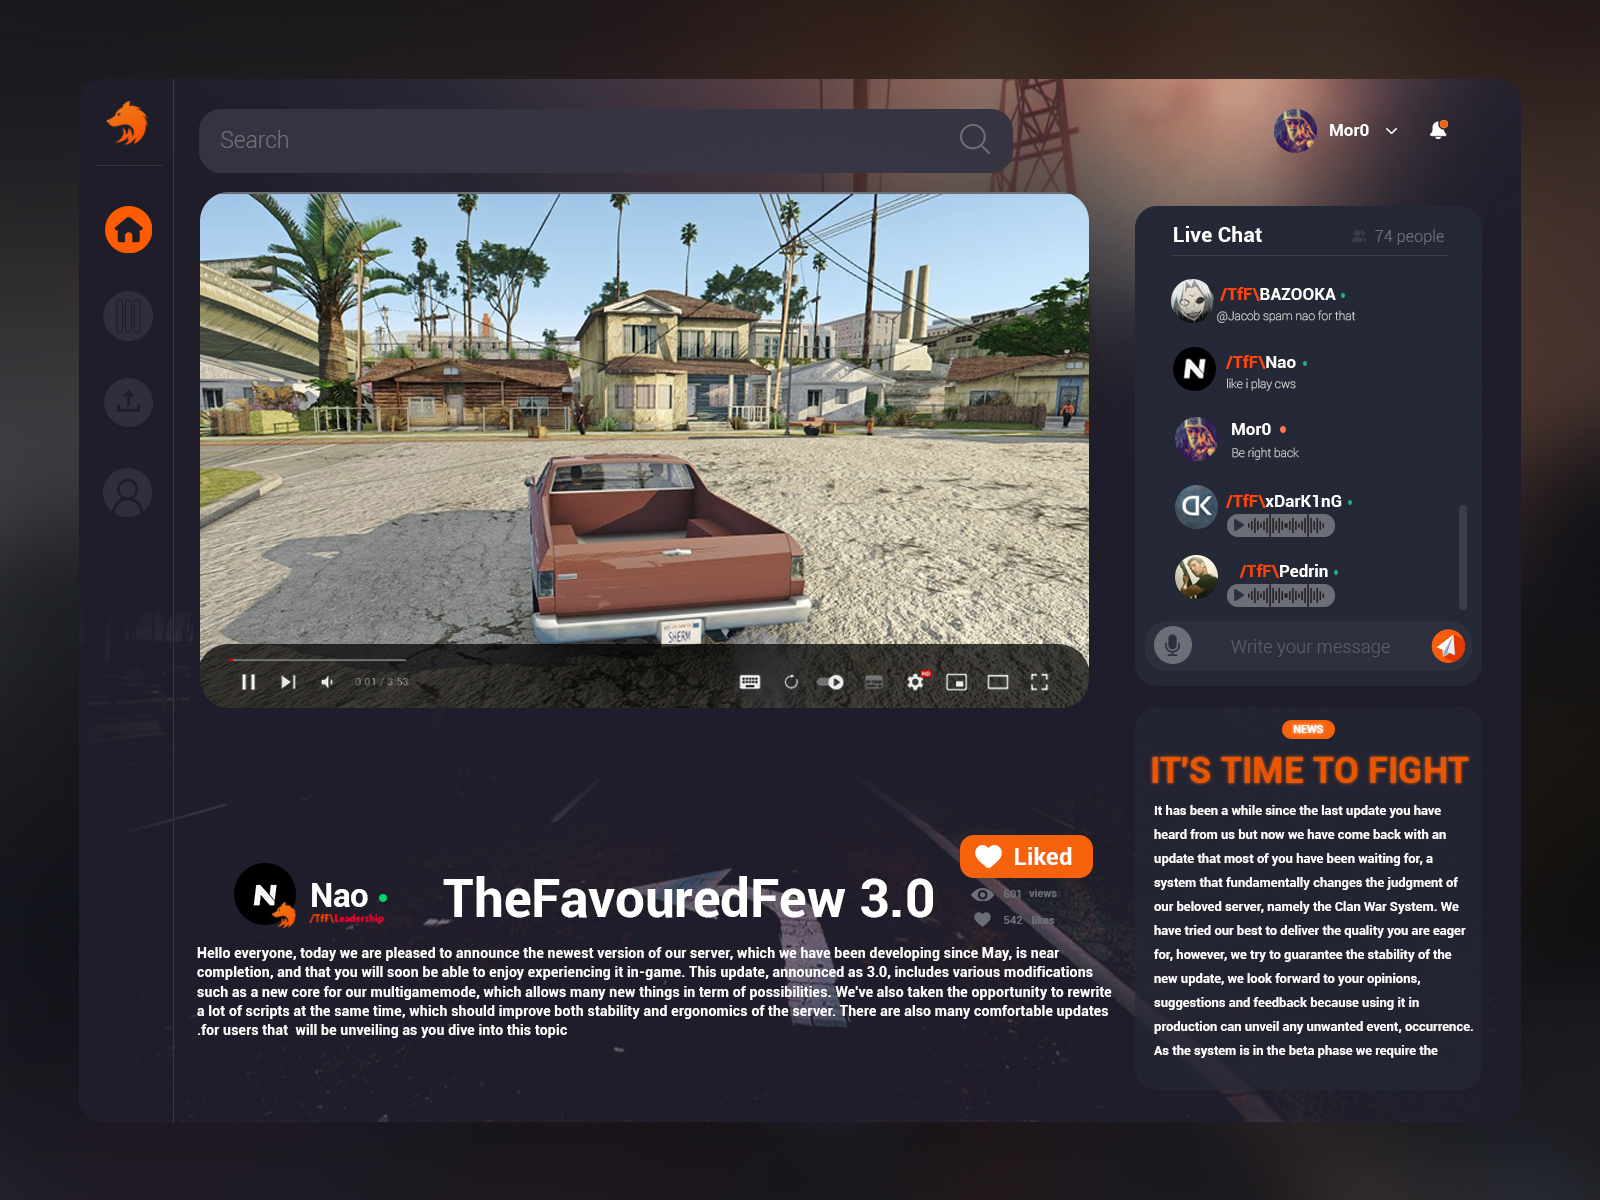 Search
Mor0
Live Chat
74 people
/TfF\BAZOOKA
@Jacob spam nao for that
N
/TfF\Nao
like i play cws
Mor0
Be right back
DK
/TfF\xDarK1nG
/TfF\Pedrin
Write your message
SHERM
0:01 / 3:53
HD
NEWS
IT'S TIME TO FIGHT
It has been a while since the last update you have
heard from us but now we have come back with an
update that most of you have been waiting for, a
system that fundamentally changes the judgment of
our beloved server, namely the Clan War System. We
have tried our best to deliver the quality you are eager
for, however, we try to guarantee the stability of the
new update, we look forward to your opinions,
suggestions and feedback because using it in
production can unveil any unwanted event, occurrence.
As the system is in the beta phase we require the
Liked
601 views
542 likes
N
Nao
/TfF\Leadership
TheFavouredFew 3.0
Hello everyone, today we are pleased to announce the newest version of our server, which we have been developing since May, is near
completion, and that you will soon be able to enjoy experiencing it in-game. This update, announced as 3.0, includes various modifications
such as a new core for our multigamemode, which allows many new things in term of possibilities. We've also taken the opportunity to rewrite
a lot of scripts at the same time, which should improve both stability and ergonomics of the server. There are also many comfortable updates
.for users that  will be unveiling as you dive into this topic